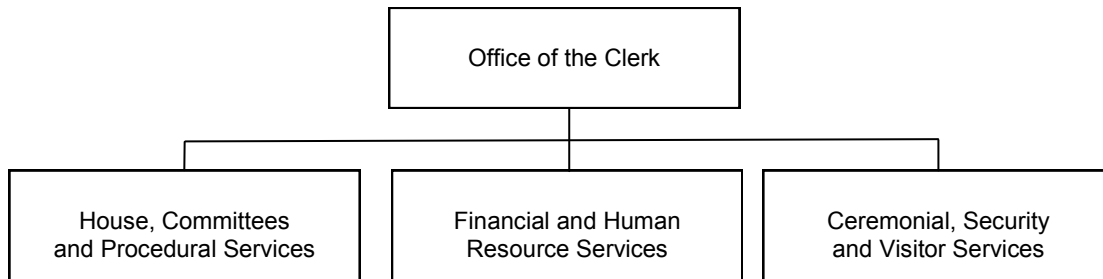 Office of the Clerk
House, Committees
and Procedural Services
Financial and Human
Resource Services
Ceremonial, Security
and Visitor Services